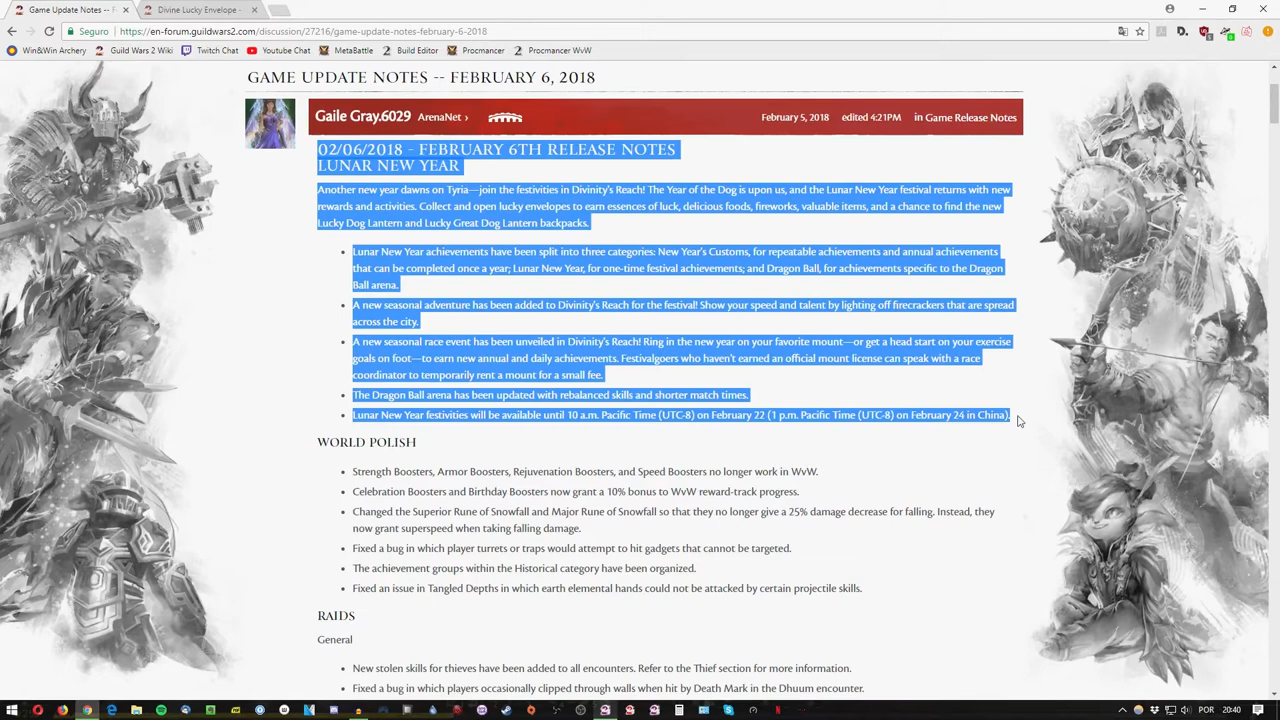 Game Update Notes -- F
Divine Lucky Envelope -
Seguro
https://en-forum.guildwars2.com/discussion/27216/game-update-notes-february-6-2018
Win&Win Archery
Guild Wars 2 Wiki
Twitch Chat
Youtube Chat
MetaBattle
Build Editor
Procmancer
Procmancer WvW
GAME UPDATE NOTES -- FEBRUARY 6, 2018
Gaile Gray.6029 ArenaNet ›
February 5, 2018 edited 4:21PM in Game Release Notes
02/06/2018 - FEBRUARY 6TH RELEASE NOTES
LUNAR NEW YEAR
Another new year dawns on Tyria—join the festivities in Divinity's Reach! The Year of the Dog is upon us, and the Lunar New Year festival returns with new
rewards and activities. Collect and open lucky envelopes to earn essences of luck, delicious foods, fireworks, valuable items, and a chance to find the new
Lucky Dog Lantern and Lucky Great Dog Lantern backpacks.
Lunar New Year achievements have been split into three categories: New Year's Customs, for repeatable achievements and annual achievements
that can be completed once a year; Lunar New Year, for one-time festival achievements; and Dragon Ball, for achievements specific to the Dragon
Ball arena.
A new seasonal adventure has been added to Divinity's Reach for the festival! Show your speed and talent by lighting off firecrackers that are spread
across the city.
A new seasonal race event has been unveiled in Divinity's Reach! Ring in the new year on your favorite mount—or get a head start on your exercise
goals on foot—to earn new annual and daily achievements. Festivalgoers who haven't earned an official mount license can speak with a race
coordinator to temporarily rent a mount for a small fee.
The Dragon Ball arena has been updated with rebalanced skills and shorter match times.
Lunar New Year festivities will be available until 10 a.m. Pacific Time (UTC-8) on February 22 (1 p.m. Pacific Time (UTC-8) on February 24 in China).
WORLD POLISH
Strength Boosters, Armor Boosters, Rejuvenation Boosters, and Speed Boosters no longer work in WvW.
Celebration Boosters and Birthday Boosters now grant a 10% bonus to WvW reward-track progress.
Changed the Superior Rune of Snowfall and Major Rune of Snowfall so that they no longer give a 25% damage decrease for falling. Instead, they
now grant superspeed when taking falling damage.
Fixed a bug in which player turrets or traps would attempt to hit gadgets that cannot be targeted.
The achievement groups within the Historical category have been organized.
Fixed an issue in Tangled Depths in which earth elemental hands could not be attacked by certain projectile skills.
RAIDS
General
New stolen skills for thieves have been added to all encounters. Refer to the Thief section for more information.
Fixed a bug in which players occasionally clipped through walls when hit by Death Mark in the Dhuum encounter.
POR 20:40